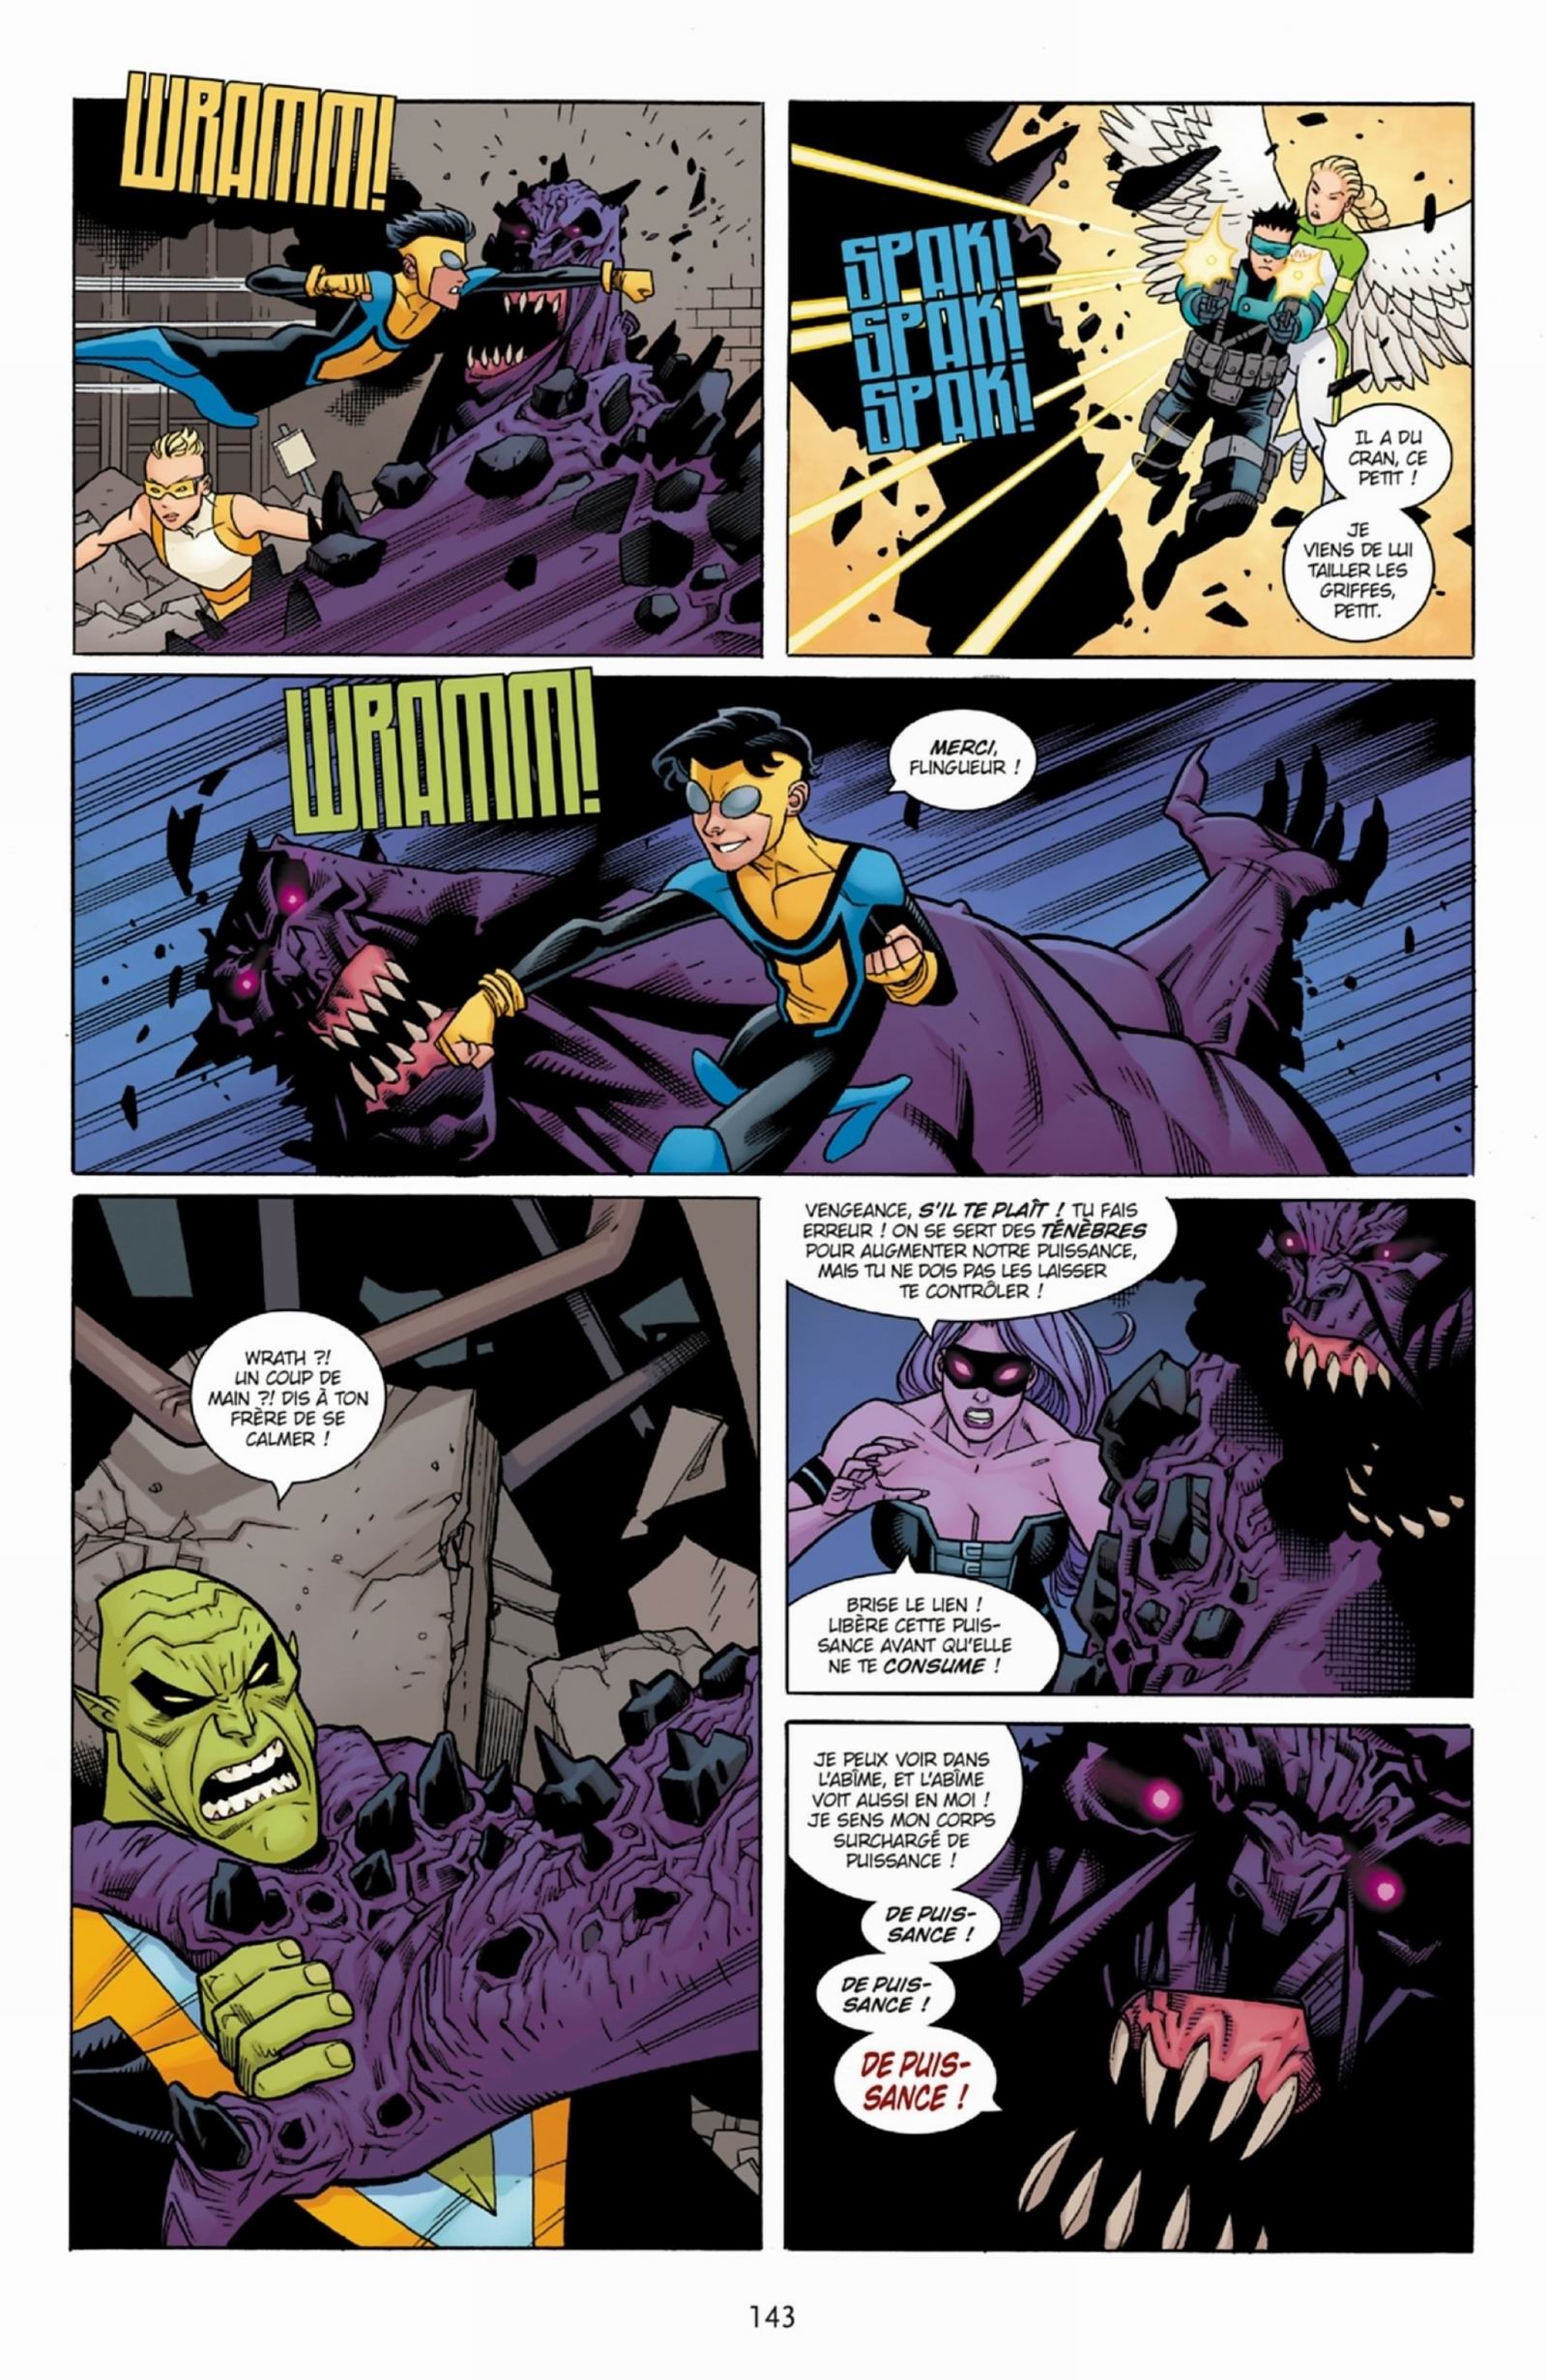 WRAMM!
SPAK!
SPAK!
SPAK!
IL A DU
CRAN, CE
PETIT !
JE
VIENS DE LUI
TAILLER LES
GRIFFES,
PETIT.
WRAMM!
MERCI,
FLINGUEUR !
WRATH ?!
UN COUP DE
MAIN ?! DIS À TON
FRÈRE DE SE
CALMER !
VENGEANCE, S'IL TE PLAÎT ! TU FAIS
ERREUR ! ON SE SERT DES TÉNÈBRES
POUR AUGMENTER NOTRE PUISSANCE,
MAIS TU NE DOIS PAS LES LAISSER
TE CONTRÔLER !
BRISE LE LIEN !
LIBÈRE CETTE PUIS-
SANCE AVANT QU'ELLE
NE TE CONSUME !
JE PEUX VOIR DANS
L'ABÎME, ET L'ABÎME
VOIT AUSSI EN MOI !
JE SENS MON CORPS
SURCHARGÉ DE
PUISSANCE !
DE PUIS-
SANCE !
DE PUIS-
SANCE !
DE PUIS-
SANCE !
143